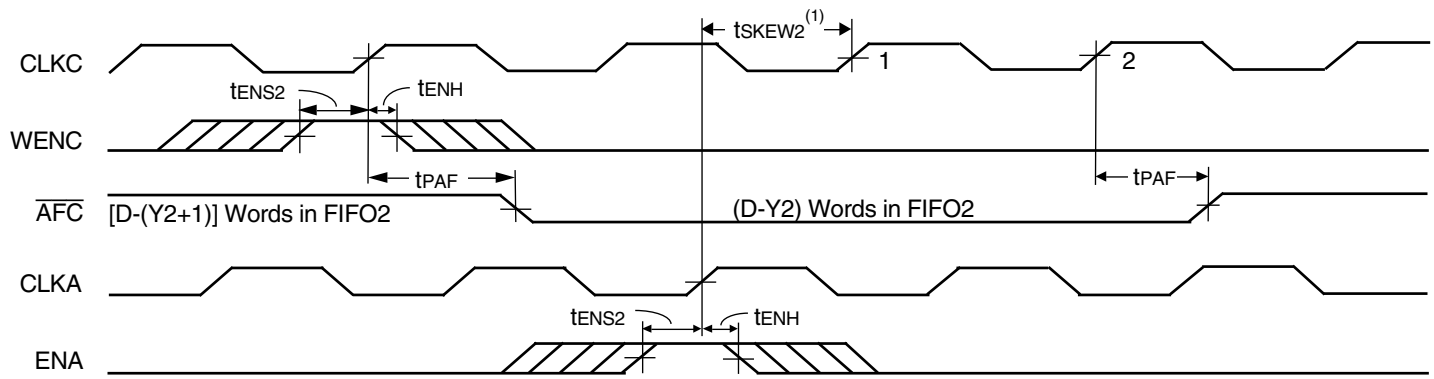 tSKEW2(1)
CLKC
1
2
tENS2
tENH
WENC
tPAF
tPAF
AFC
[D-(Y2+1)] Words in FIFO2
(D-Y2) Words in FIFO2
CLKA
tENS2
tENH
ENA